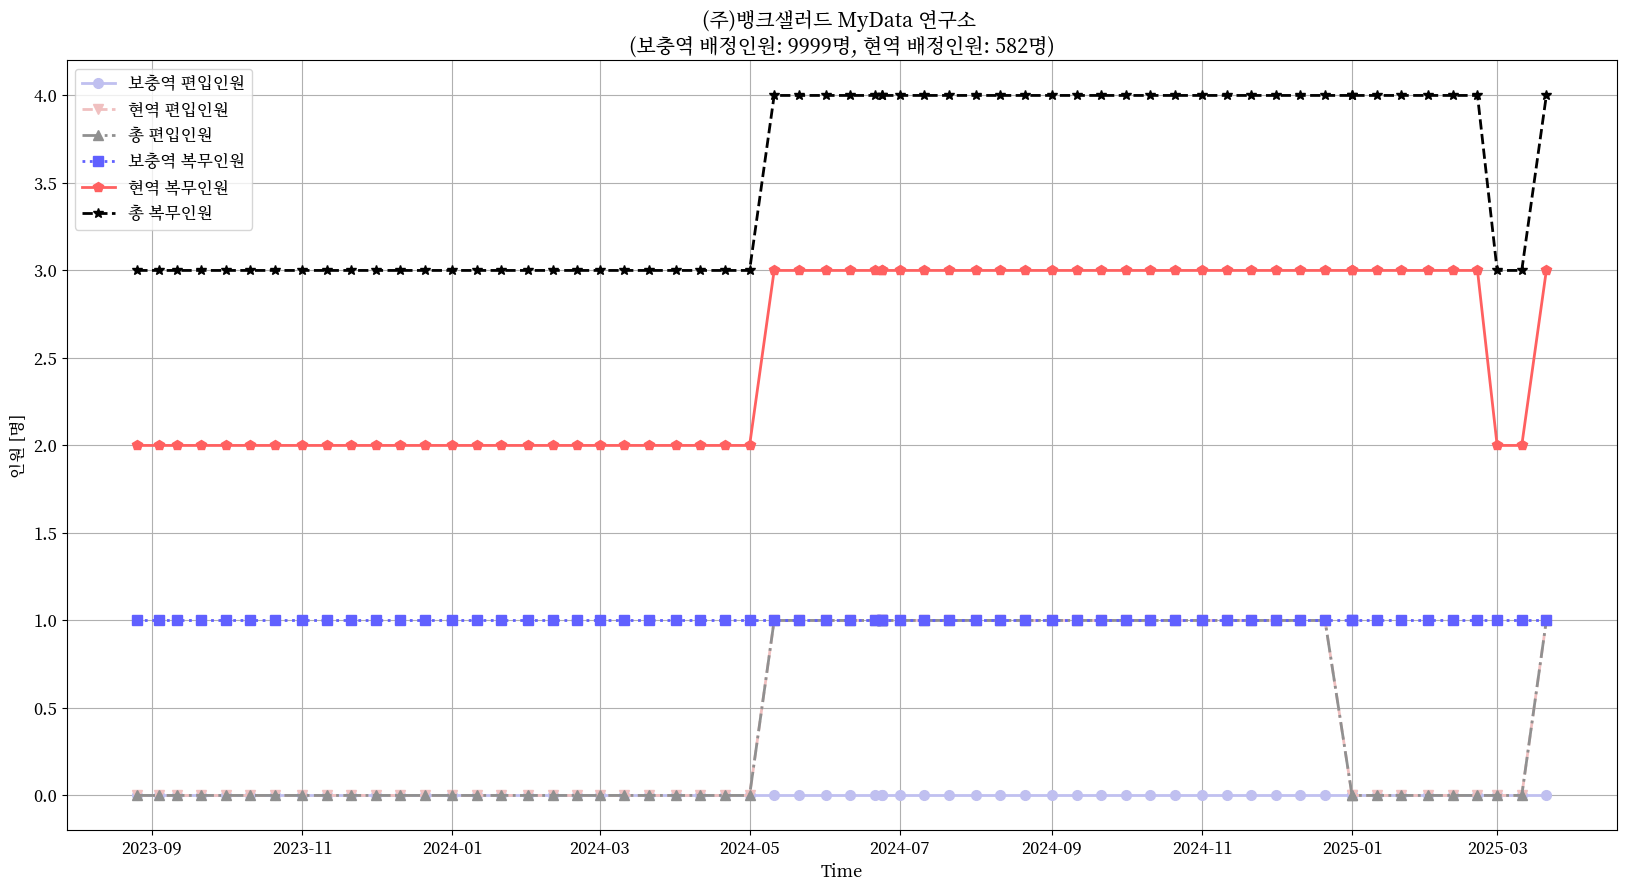 (주)뱅크샐러드 MyData 연구소
(보충역 배정인원: 9999명, 현역 배정인원: 582명)
보충역 편입인원
현역 편입인원
총 편입인원
보충역 복무인원
현역 복무인원
총 복무인원
4.0
3.5
3.0
2.5
2.0
1.5
1.0
0.5
0.0
인원 [명]
2023-09 2023-11 2024-01 2024-03 2024-05 2024-07 2024-09 2024-11 2025-01 2025-03
Time